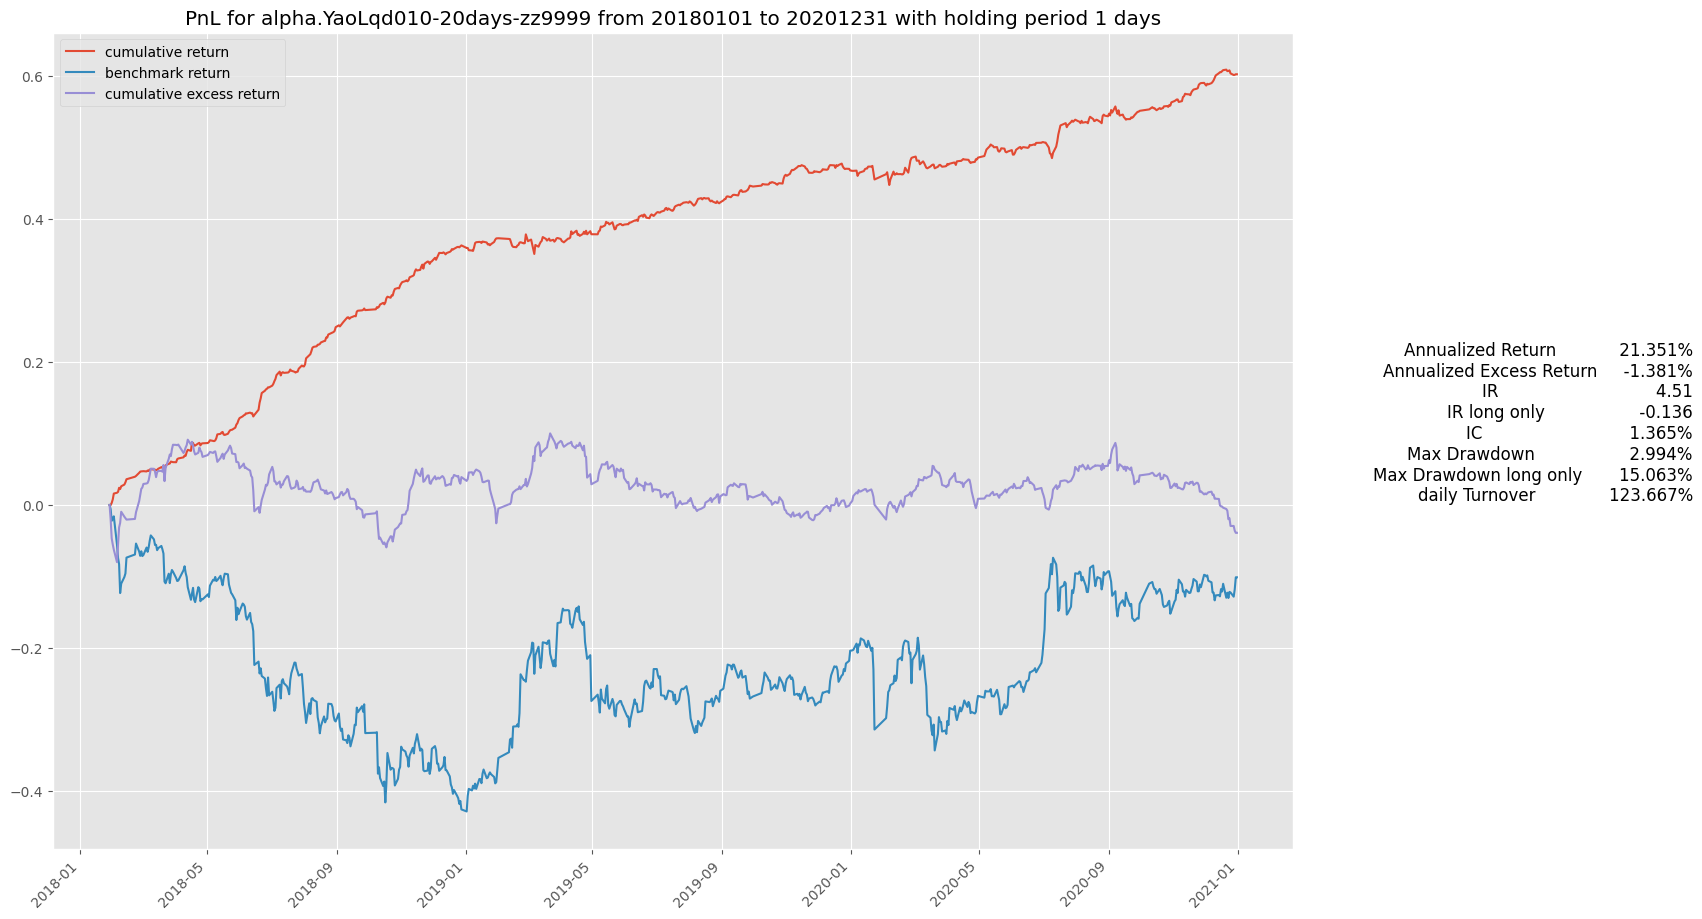 PnL for alpha.YaoLqd010-20days-zz9999 from 20180101 to 20201231 with holding period 1 days
cumulative return
benchmark return
cumulative excess return
0.6
0.4
0.2
0.0
−0.2
−0.4
2018-01
2018-05
2018-09
2019-01
2019-05
2019-09
2020-01
2020-05
2020-09
2021-01
Annualized Return 21.351%
Annualized Excess Return -1.381%
IR 4.51
IR long only -0.136
IC 1.365%
Max Drawdown 2.994%
Max Drawdown long only 15.063%
daily Turnover 123.667%